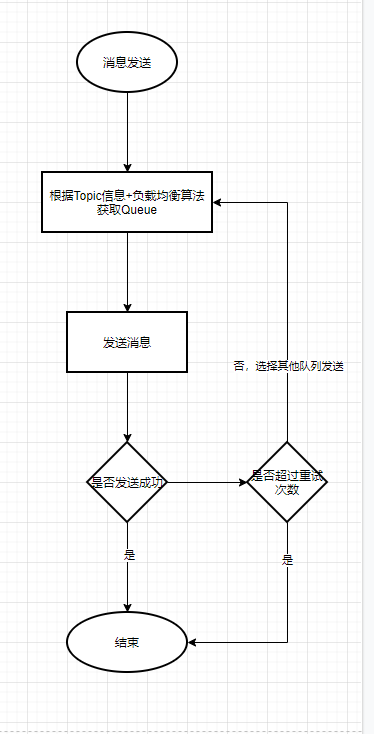 消息发送
根据Topic信息+负载均衡算法
获取Queue
发送消息
否，选择其他队列发送
是否发送成功
是否超过重试
次数
是
是
结束